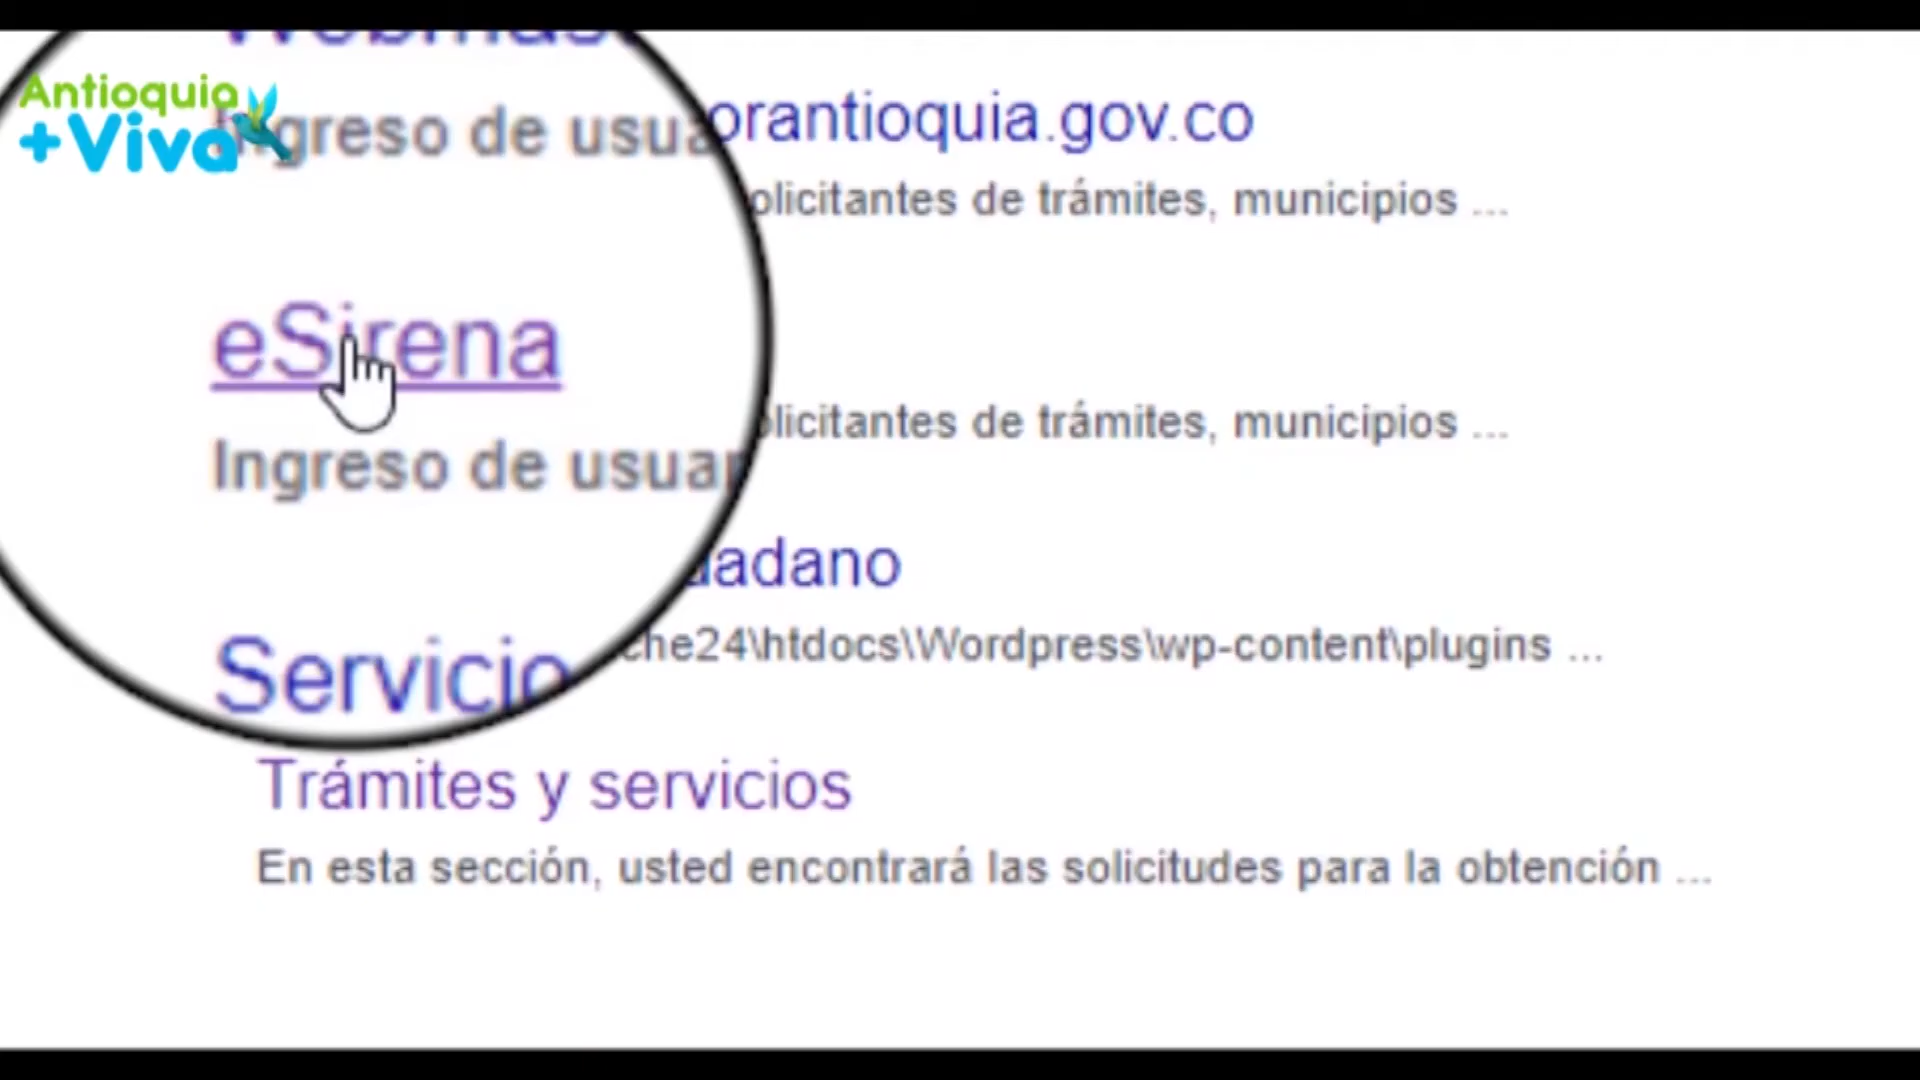 Antioquia
+Viva
Ingreso de
orantioquia.gov.co
olicitantes de trámites, municipios ...
eSirena
olicitantes de trámites, municipios ...
Ingreso de usuar
adano
Servicio
che24\htdocs\Wordpress\wp-content\plugins ...
Trámites y servicios
En esta sección, usted encontrará las solicitudes para la obtención ...